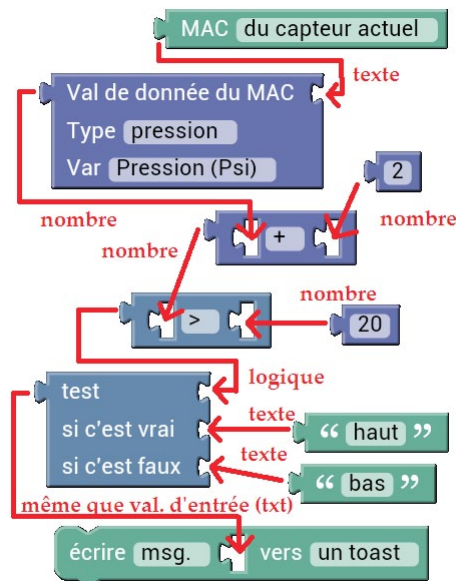 MAC du capteur actuel
texte
Val de donnée du MAC
Type pression
Var Pression (Psi)
2
nombre
nombre
nombre
+
nombre
>
20
logique
test
texte
si c'est vrai
“ haut ”
texte
si c'est faux
“ bas ”
même que val. d'entrée (txt)
écrire msg. vers un toast